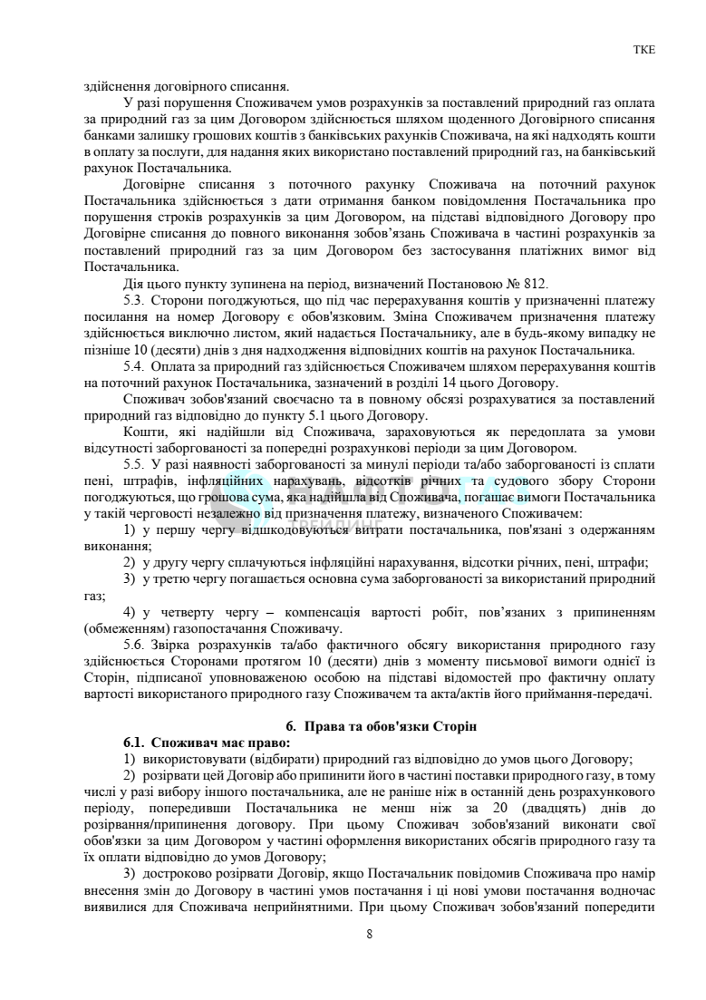 ТКЕ
здійснення договірного списання.
У разі порушення Споживачем умов розрахунків за поставлений природний газ оплата
за природний газ за цим Договором здійснюється шляхом щоденного Договірного списання
банками залишку грошових коштів з банківських рахунків Споживача, на які надходять кошти
в оплату за послуги, для надання яких використано поставлений природний газ, на банківський
рахунок Постачальника.
Договірне списання з поточного рахунку Споживача на поточний рахунок
Постачальника здійснюється з дати отримання банком повідомлення Постачальника про
порушення строків розрахунків за цим Договором, на підставі відповідного Договору про
Договірне списання до повного виконання зобов’язань Споживача в частині розрахунків за
поставлений природний газ за цим Договором без застосування платіжних вимог від
Постачальника.
Дія цього пункту зупинена на період, визначений Постановою № 812.
5.3. Сторони погоджуються, що під час перерахування коштів у призначенні платежу
посилання на номер Договору є обов'язковим. Зміна Споживачем призначення платежу
здійснюється виключно листом, який надається Постачальнику, але в будь-якому випадку не
пізніше 10 (десяти) днів з дня надходження відповідних коштів на рахунок Постачальника.
5.4. Оплата за природний газ здійснюється Споживачем шляхом перерахування коштів
на поточний рахунок Постачальника, зазначений в розділі 14 цього Договору.
Споживач зобов'язаний своєчасно та в повному обсязі розрахуватися за поставлений
природний газ відповідно до пункту 5.1 цього Договору.
Кошти, які надійшли від Споживача, зараховуються як передоплата за умови
відсутності заборгованості за попередні розрахункові періоди за цим Договором.
5.5. У разі наявності заборгованості за минулі періоди та/або заборгованості із сплати
пені, штрафів, інфляційних нарахувань, відсотків річних та судового збору Сторони
погоджуються, що грошова сума, яка надійшла від Споживача, погашає вимоги Постачальника
у такій черговості незалежно від призначення платежу, визначеного Споживачем:
НАФТОГАЗ
ТРЕЙДИНГ
1) у першу чергу відшкодовуються витрати постачальника, пов'язані з одержанням
виконання;
2) у другу чергу сплачуються інфляційні нарахування, відсотки річних, пені, штрафи;
3) у третю чергу погашається основна сума заборгованості за використаний природний
газ;
4) у четверту чергу – компенсація вартості робіт, пов’язаних з припиненням
(обмеженням) газопостачання Споживачу.
5.6. Звірка розрахунків та/або фактичного обсягу використання природного газу
здійснюється Сторонами протягом 10 (десяти) днів з моменту письмової вимоги однієї із
Сторін, підписаної уповноваженою особою на підставі відомостей про фактичну оплату
вартості використаного природного газу Споживачем та акта/актів його приймання-передачі.
6. Права та обов'язки Сторін
6.1. Споживач має право:
1) використовувати (відбирати) природний газ відповідно до умов цього Договору;
2) розірвати цей Договір або припинити його в частині поставки природного газу, в тому
числі у разі вибору іншого постачальника, але не раніше ніж в останній день розрахункового
періоду, попередивши Постачальника не менш ніж за 20 (двадцять) днів до
розірвання/припинення договору. При цьому Споживач зобов'язаний виконати свої
обов'язки за цим Договором у частині оформлення використаних обсягів природного газу та
їх оплати відповідно до умов Договору;
3) достроково розірвати Договір, якщо Постачальник повідомив Споживача про намір
внесення змін до Договору в частині умов постачання і ці нові умови постачання водночас
виявилися для Споживача неприйнятними. При цьому Споживач зобов'язаний попередити
8